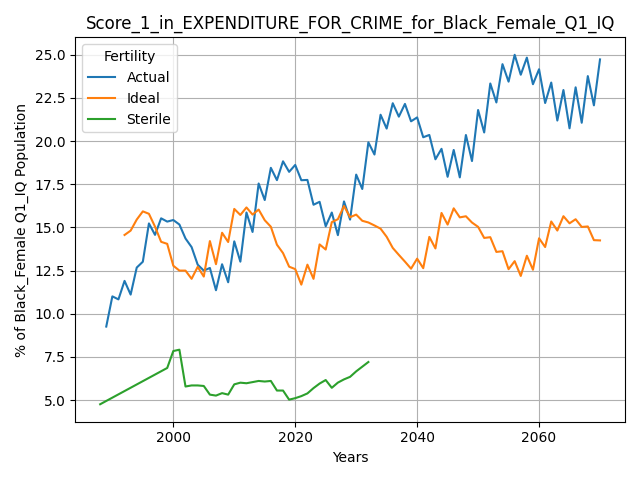 Score_1_in_EXPENDITURE_FOR_CRIME_for_Black_Female_Q1_IQ
Fertility
Actual
Ideal
Sterile
% of Black_Female Q1_IQ Population
25.0
22.5
20.0
17.5
15.0
12.5
10.0
7.5
5.0
2000
2020
2040
2060
Years